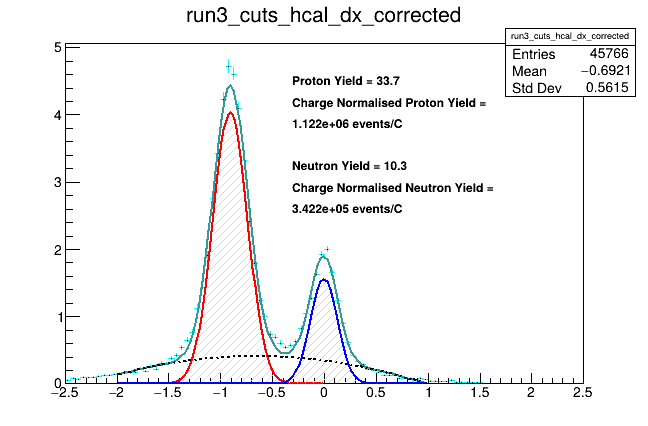 run3_cuts_hcal_dx_corrected
run3_cuts_hcal_dx_corrected
Entries 45766
Mean −0.6921
Std Dev 0.5615
Proton Yield = 33.7
Charge Normalised Proton Yield =
1.122e+06 events/C
Neutron Yield = 10.3
Charge Normalised Neutron Yield =
3.422e+05 events/C
5
4
3
2
1
0
−2.5 −2 −1.5 −1 −0.5 0 0.5 1 1.5 2 2.5